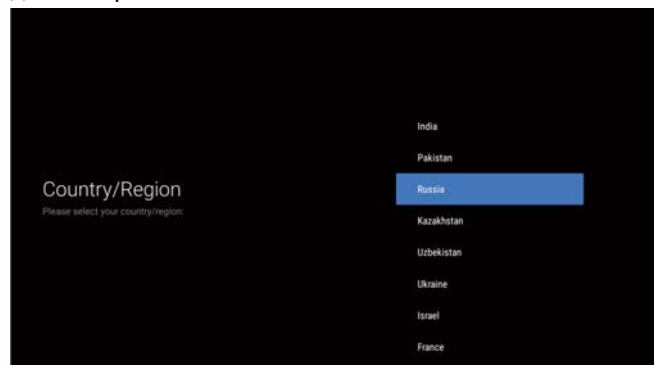 Country/Region
Please select your country/region:
India
Pakistan
Russia
Kazakhstan
Uzbekistan
Ukraine
Israel
France